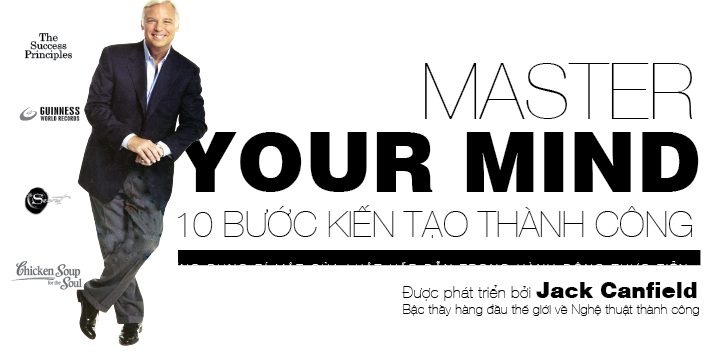 The
Success
Principles
GUINNESS
WORLD RECORDS
Chicken Soup
for the Soul
MASTER
YOUR MIND
10 BƯỚC KIẾN TẠO THÀNH CÔNG
Được phát triển bởi Jack Canfield
Bậc thầy hàng đầu thế giới về Nghệ thuật thành công